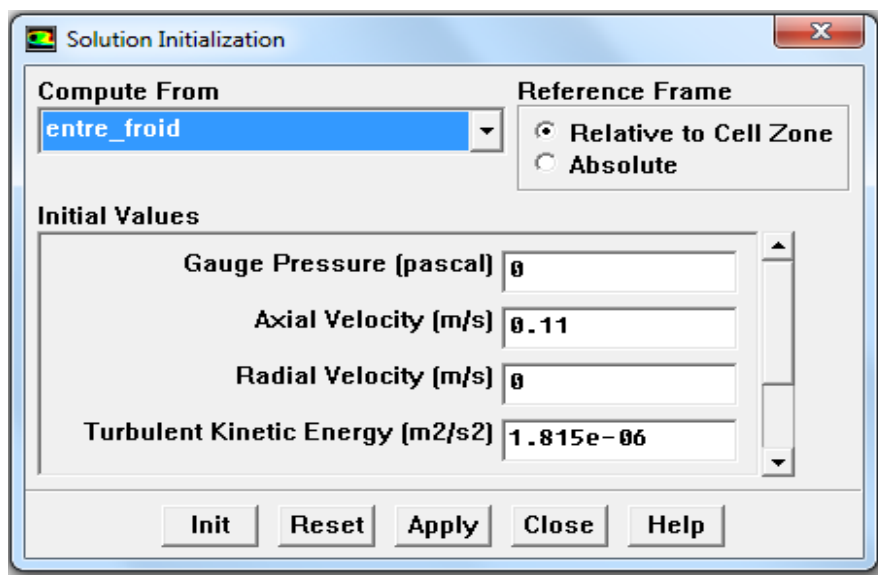 Solution Initialization
Compute From
entre_froid
Reference Frame
Relative to Cell Zone
Absolute
Initial Values
Gauge Pressure (pascal) 0
Axial Velocity (m/s) 0.11
Radial Velocity (m/s) 0
Turbulent Kinetic Energy (m2/s2) 1.815e-06
Init Reset Apply Close Help